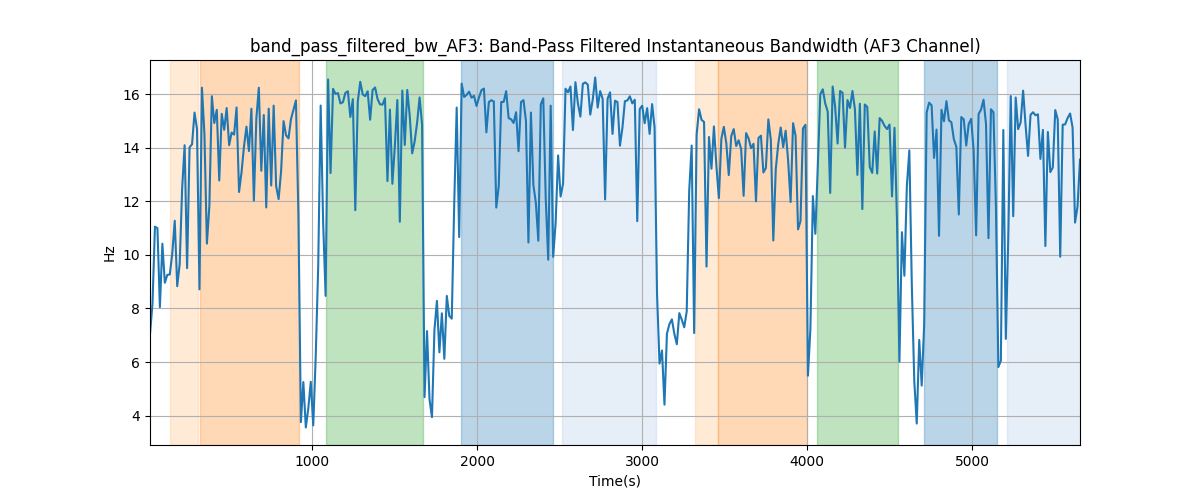 band_pass_filtered_bw_AF3: Band-Pass Filtered Instantaneous Bandwidth (AF3 Channel)
16
14
12
10
8
6
4
Hz
1000 2000 3000 4000 5000
Time(s)